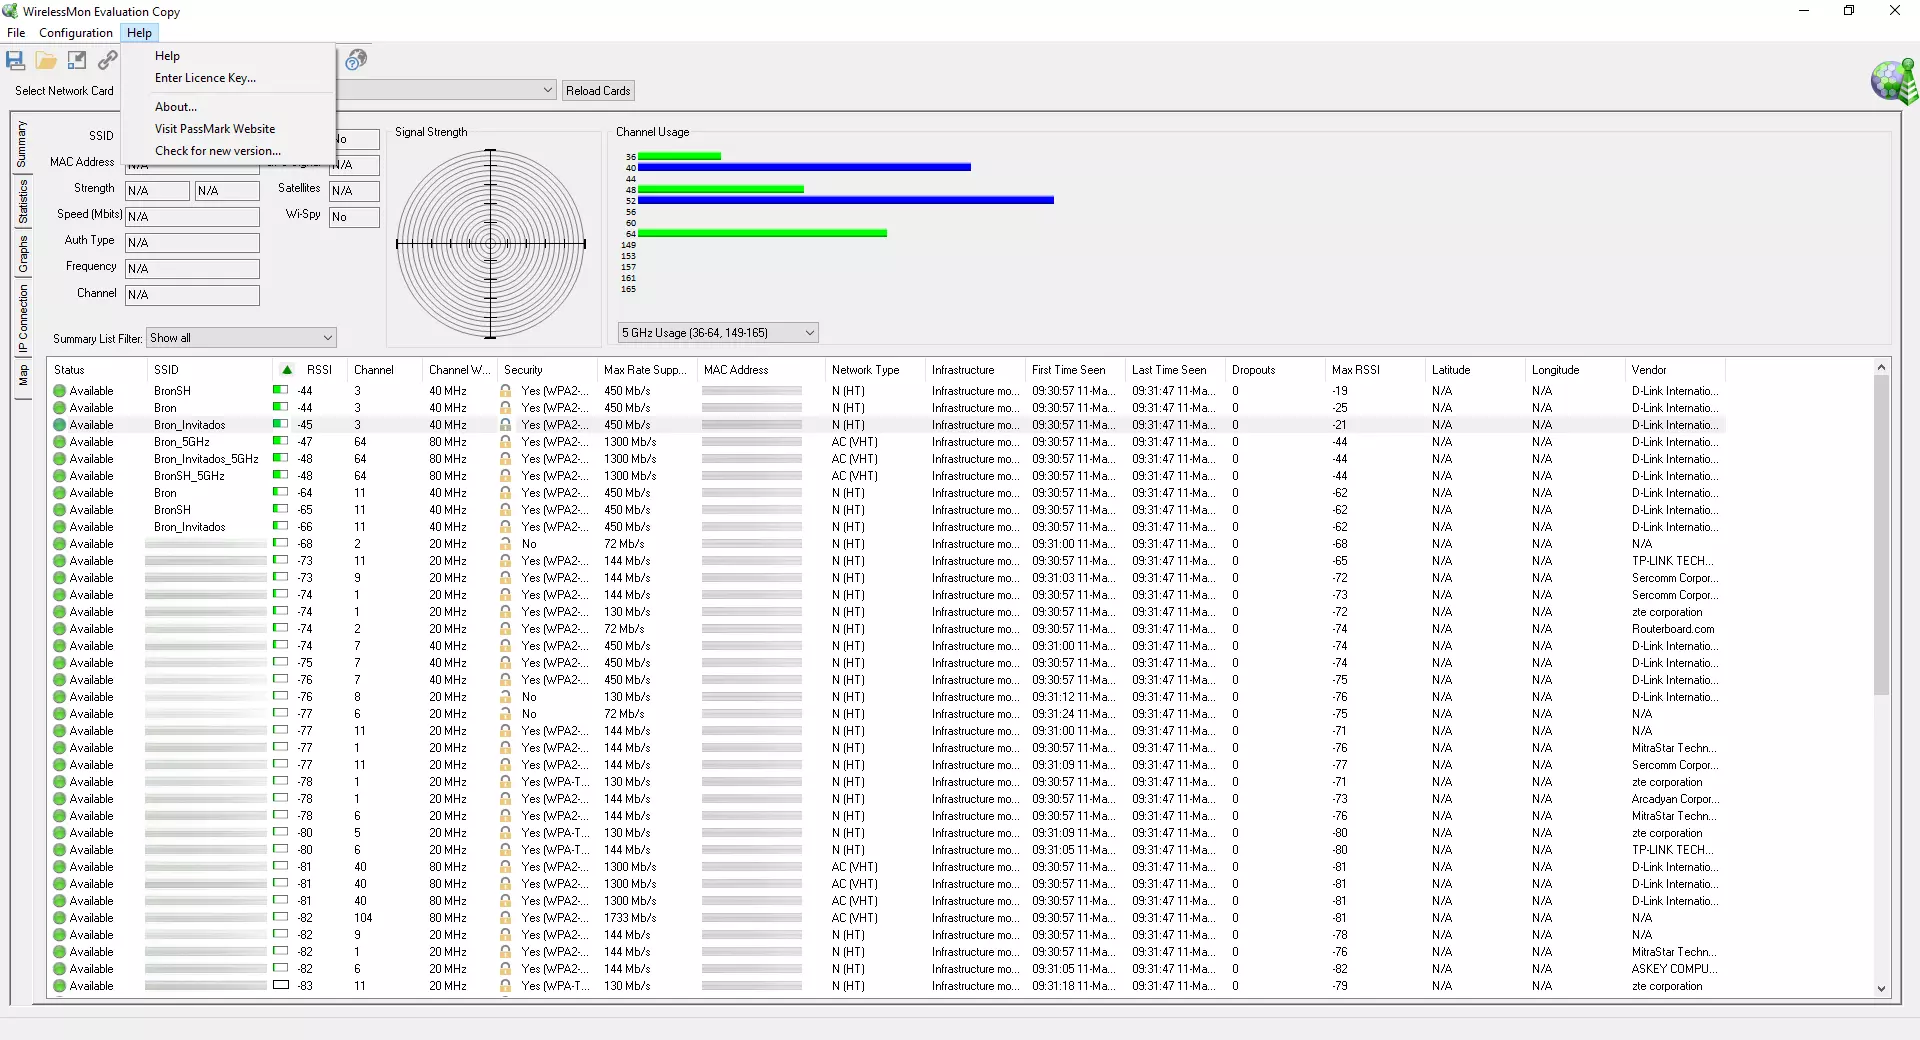 WirelessMon Evaluation Copy
File Configuration Help
Help
Enter Licence Key...
About...
Visit PassMark Website
Check for new version...
Select Network Card
Reload Cards
Summary
Statistics
Graphs
IP Connection
Map
SSID
MAC Address N/A
Strength N/A N/A
Speed (Mbits) N/A
Auth Type N/A
Frequency N/A
Channel N/A
No
N/A
Satellites N/A
Wi-Spy No
Signal Strength
Channel Usage
36
40
44
48
52
56
60
64
149
153
157
161
165
5 GHz Usage (36-64, 149-165)
Summary List Filter: Show all
Status SSID RSSI Channel Channel W... Security Max Rate Supp... MAC Address Network Type Infrastructure First Time Seen Last Time Seen Dropouts Max RSSI Latitude Longitude Vendor
Available BronSH -44 3 40 MHz Yes (WPA2-... 450 Mb/s N (HT) Infrastructure mo... 09:30:57 11-Ma... 09:31:47 11-Ma... 0 -19 N/A N/A D-Link Internatio...
Available Bron -44 3 40 MHz Yes (WPA2-... 450 Mb/s N (HT) Infrastructure mo... 09:30:57 11-Ma... 09:31:47 11-Ma... 0 -25 N/A N/A D-Link Internatio...
Available Bron_Invitados -45 3 40 MHz Yes (WPA2-... 450 Mb/s N (HT) Infrastructure mo... 09:30:57 11-Ma... 09:31:47 11-Ma... 0 -21 N/A N/A D-Link Internatio...
Available Bron_5GHz -47 64 80 MHz Yes (WPA2-... 1300 Mb/s AC (VHT) Infrastructure mo... 09:30:57 11-Ma... 09:31:47 11-Ma... 0 -44 N/A N/A D-Link Internatio...
Available Bron_Invitados_5GHz -48 64 80 MHz Yes (WPA2-... 1300 Mb/s AC (VHT) Infrastructure mo... 09:30:57 11-Ma... 09:31:47 11-Ma... 0 -44 N/A N/A D-Link Internatio...
Available BronSH_5GHz -48 64 80 MHz Yes (WPA2-... 1300 Mb/s AC (VHT) Infrastructure mo... 09:30:57 11-Ma... 09:31:47 11-Ma... 0 -44 N/A N/A D-Link Internatio...
Available Bron -64 11 40 MHz Yes (WPA2-... 450 Mb/s N (HT) Infrastructure mo... 09:30:57 11-Ma... 09:31:47 11-Ma... 0 -62 N/A N/A D-Link Internatio...
Available BronSH -65 11 40 MHz Yes (WPA2-... 450 Mb/s N (HT) Infrastructure mo... 09:30:57 11-Ma... 09:31:47 11-Ma... 0 -62 N/A N/A D-Link Internatio...
Available Bron_Invitados -66 11 40 MHz Yes (WPA2-... 450 Mb/s N (HT) Infrastructure mo... 09:30:57 11-Ma... 09:31:47 11-Ma... 0 -62 N/A N/A D-Link Internatio...
Available -68 2 20 MHz No 72 Mb/s N (HT) Infrastructure mo... 09:31:00 11-Ma... 09:31:47 11-Ma... 0 -68 N/A N/A N/A
Available -73 11 20 MHz Yes (WPA2-... 144 Mb/s N (HT) Infrastructure mo... 09:30:57 11-Ma... 09:31:47 11-Ma... 0 -65 N/A N/A TP-LINK TECH...
Available -73 9 20 MHz Yes (WPA2-... 144 Mb/s N (HT) Infrastructure mo... 09:31:03 11-Ma... 09:31:47 11-Ma... 0 -72 N/A N/A Sercomm Corpor...
Available -74 1 20 MHz Yes (WPA2-... 144 Mb/s N (HT) Infrastructure mo... 09:30:57 11-Ma... 09:31:47 11-Ma... 0 -73 N/A N/A Sercomm Corpor...
Available -74 1 20 MHz Yes (WPA2-... 130 Mb/s N (HT) Infrastructure mo... 09:30:57 11-Ma... 09:31:47 11-Ma... 0 -72 N/A N/A zte corporation
Available -74 2 20 MHz Yes (WPA2-... 72 Mb/s N (HT) Infrastructure mo... 09:30:57 11-Ma... 09:31:47 11-Ma... 0 -74 N/A N/A Routerboard.com
Available -74 7 40 MHz Yes (WPA2-... 450 Mb/s N (HT) Infrastructure mo... 09:31:00 11-Ma... 09:31:47 11-Ma... 0 -74 N/A N/A D-Link Internatio...
Available -75 7 40 MHz Yes (WPA2-... 450 Mb/s N (HT) Infrastructure mo... 09:30:57 11-Ma... 09:31:47 11-Ma... 0 -74 N/A N/A D-Link Internatio...
Available -76 7 40 MHz Yes (WPA2-... 450 Mb/s N (HT) Infrastructure mo... 09:30:57 11-Ma... 09:31:47 11-Ma... 0 -75 N/A N/A D-Link Internatio...
Available -76 8 20 MHz No 130 Mb/s N (HT) Infrastructure mo... 09:31:12 11-Ma... 09:31:47 11-Ma... 0 -76 N/A N/A D-Link Internatio...
Available -77 6 20 MHz No 72 Mb/s N (HT) Infrastructure mo... 09:31:24 11-Ma... 09:31:47 11-Ma... 0 -75 N/A N/A N/A
Available -77 11 20 MHz Yes (WPA2-... 144 Mb/s N (HT) Infrastructure mo... 09:31:00 11-Ma... 09:31:47 11-Ma... 0 -71 N/A N/A N/A
Available -77 1 20 MHz Yes (WPA2-... 144 Mb/s N (HT) Infrastructure mo... 09:30:57 11-Ma... 09:31:47 11-Ma... 0 -76 N/A N/A MitraStar Techn...
Available -77 11 20 MHz Yes (WPA2-... 144 Mb/s N (HT) Infrastructure mo... 09:31:09 11-Ma... 09:31:47 11-Ma... 0 -77 N/A N/A Sercomm Corpor...
Available -78 1 20 MHz Yes (WPA-T... 130 Mb/s N (HT) Infrastructure mo... 09:30:57 11-Ma... 09:31:47 11-Ma... 0 -71 N/A N/A zte corporation
Available -78 1 20 MHz Yes (WPA2-... 144 Mb/s N (HT) Infrastructure mo... 09:30:57 11-Ma... 09:31:47 11-Ma... 0 -73 N/A N/A Arcadyan Corpor...
Available -78 6 20 MHz Yes (WPA2-... 144 Mb/s N (HT) Infrastructure mo... 09:30:57 11-Ma... 09:31:47 11-Ma... 0 -76 N/A N/A MitraStar Techn...
Available -80 5 20 MHz Yes (WPA-T... 130 Mb/s N (HT) Infrastructure mo... 09:31:09 11-Ma... 09:31:47 11-Ma... 0 -80 N/A N/A zte corporation
Available -80 6 20 MHz Yes (WPA-T... 130 Mb/s N (HT) Infrastructure mo... 09:31:05 11-Ma... 09:31:47 11-Ma... 0 -80 N/A N/A TP-LINK TECH...
Available -81 40 80 MHz Yes (WPA2-... 1300 Mb/s AC (VHT) Infrastructure mo... 09:30:57 11-Ma... 09:31:47 11-Ma... 0 -81 N/A N/A D-Link Internatio...
Available -81 40 80 MHz Yes (WPA2-... 1300 Mb/s AC (VHT) Infrastructure mo... 09:30:57 11-Ma... 09:31:47 11-Ma... 0 -81 N/A N/A D-Link Internatio...
Available -81 40 80 MHz Yes (WPA2-... 1300 Mb/s AC (VHT) Infrastructure mo... 09:30:57 11-Ma... 09:31:47 11-Ma... 0 -81 N/A N/A D-Link Internatio...
Available -82 104 80 MHz Yes (WPA2-... 1733 Mb/s AC (VHT) Infrastructure mo... 09:30:57 11-Ma... 09:31:47 11-Ma... 0 -81 N/A N/A N/A
Available -82 9 20 MHz Yes (WPA2-... 144 Mb/s N (HT) Infrastructure mo... 09:30:57 11-Ma... 09:31:47 11-Ma... 0 -78 N/A N/A N/A
Available -82 1 20 MHz Yes (WPA2-... 144 Mb/s N (HT) Infrastructure mo... 09:30:57 11-Ma... 09:31:47 11-Ma... 0 -76 N/A N/A MitraStar Techn...
Available -82 6 20 MHz Yes (WPA2-... 144 Mb/s N (HT) Infrastructure mo... 09:31:05 11-Ma... 09:31:47 11-Ma... 0 -82 N/A N/A ASKEY COMPU...
Available -83 11 20 MHz Yes (WPA-T... 130 Mb/s N (HT) Infrastructure mo... 09:31:18 11-Ma... 09:31:47 11-Ma... 0 -79 N/A N/A zte corporation